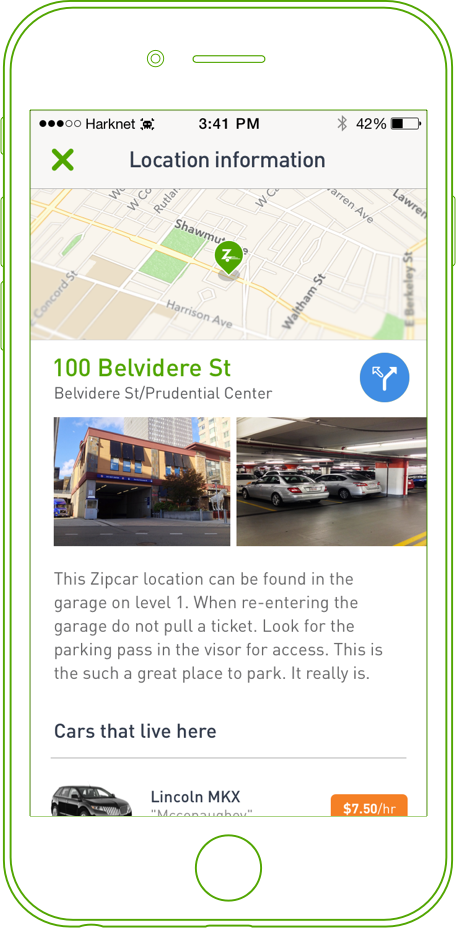 Harknet 3:41 PM 42%
Location information
W Co
Rutlan
W C
arren Ave
Lawren
Shawmut
Z
Concord St
Harrison Ave
Waltham St
E Berkeley St
100 Belvidere St
Belvidere St/Prudential Center
This Zipcar location can be found in the
garage on level 1. When re-entering the
garage do not pull a ticket. Look for the
parking pass in the visor for access. This is
the such a great place to park. It really is.
Cars that live here
Lincoln MKX
$7.50/hr
"Mcconaughey"